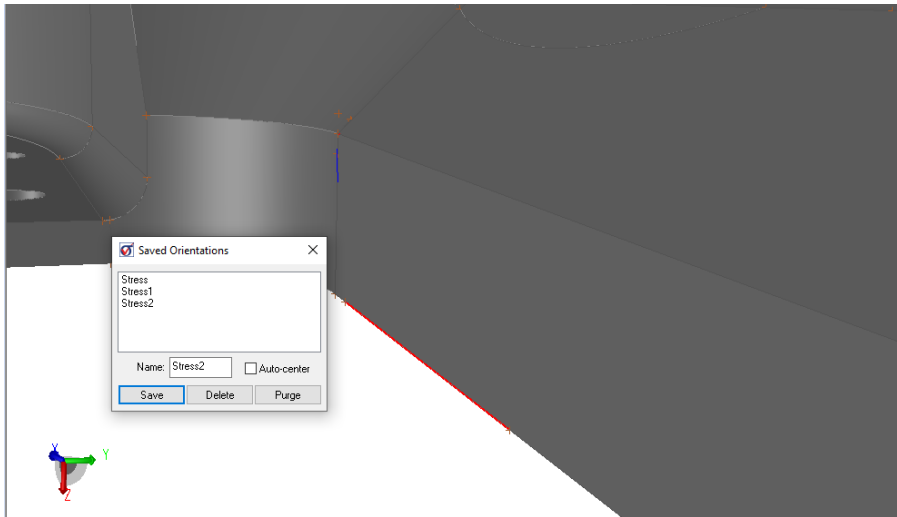 Saved Orientations
Stress
Stress1
Stress2
Name: Stress2 Auto-center
Save Delete Purge
Y Y
Z